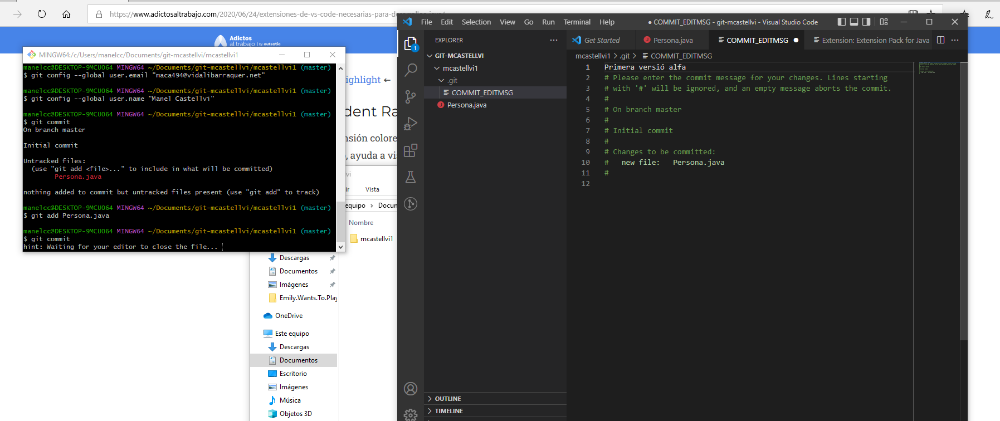 https://www.adictosaltrabajo.com/2020/06/24/extensiones-de-vs-code-necesarias-para-desarrollo-java/
Adictos
al trabajo | by autentia
MINGW64:/c/Users/manelcc/Documents/git-mcastellvi/mcastellvi1
manelcc@DESKTOP-9MCUO64 MINGW64 ~/Documents/git-mcastellvi/mcastellvi1 (master)
$ git config --global user.email "maca494@vidalibarraquer.net"
manelcc@DESKTOP-9MCUO64 MINGW64 ~/Documents/git-mcastellvi/mcastellvi1 (master)
$ git config --global user.name "Manel Castellvi"
manelcc@DESKTOP-9MCUO64 MINGW64 ~/Documents/git-mcastellvi/mcastellvi1 (master)
$ git commit
On branch master
Initial commit
Untracked files:
(use "git add <file>..." to include in what will be committed)
Persona.java
nothing added to commit but untracked files present (use "git add" to track)
manelcc@DESKTOP-9MCUO64 MINGW64 ~/Documents/git-mcastellvi/mcastellvi1 (master)
$ git add Persona.java
manelcc@DESKTOP-9MCUO64 MINGW64 ~/Documents/git-mcastellvi/mcastellvi1 (master)
$ git commit
hint: Waiting for your editor to close the file...
ighlight ←
dent Ra
nsión colore
, ayuda a vi
vi
ir Vista
equipo > Docun
Nombre
mcastellvi1
Descargas
Documentos
Imágenes
Emily.Wants.To.Play
OneDrive
Este equipo
Descargas
Documentos
Escritorio
Imágenes
Música
Objetos 3D
File Edit Selection View Go Run Terminal Help
● COMMIT_EDITMSG - git-mcastellvi - Visual Studio Code
EXPLORER ···
1
GIT-MCASTELLVI
mcastellvi1
.git
COMMIT_EDITMSG
Persona.java
OUTLINE
TIMELINE
Get Started Persona.java COMMIT_EDITMSG ● Extension: Extension Pack for Java ···
mcastellvi1 > .git > COMMIT_EDITMSG
1 Primera versió alfa
2 # Please enter the commit message for your changes. Lines starting
3 # with '#' will be ignored, and an empty message aborts the commit.
4 #
5 # On branch master
6 #
7 # Initial commit
8 #
9 # Changes to be committed:
10 # new file: Persona.java
11 #
12